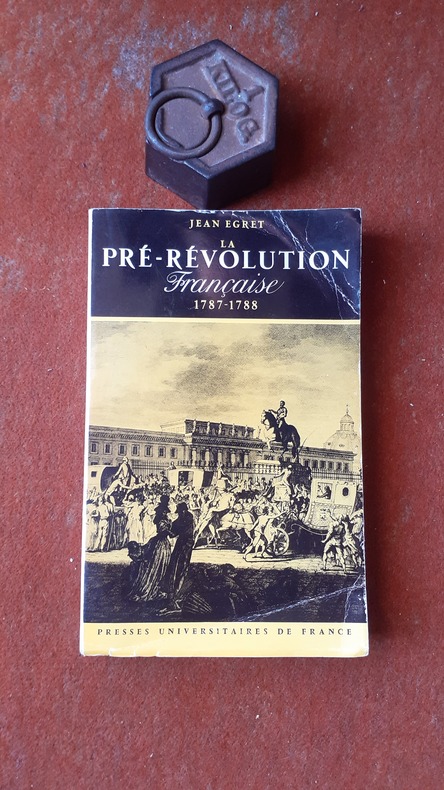 1
KILOG.
JEAN EGRET
LA
PRÉ-RÉVOLUTION
Française
1787-1788
PRESSES UNIVERSITAIRES DE FRANCE